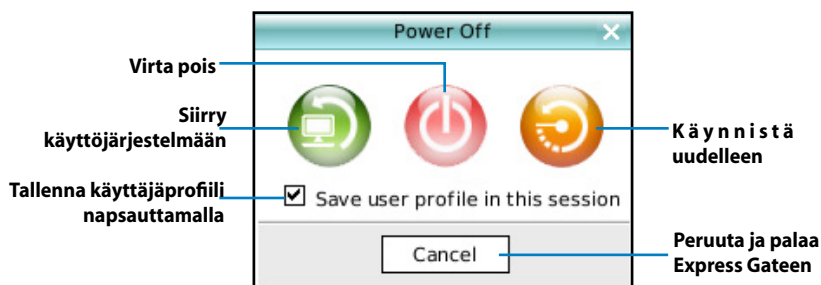 Power Off
Virta pois
Siirry
käyttöjärjestelmään
Käynnistä
uudelleen
Tallenna käyttäjäprofiili
napsauttamalla
Save user profile in this session
Cancel
Peruuta ja palaa
Express Gateen